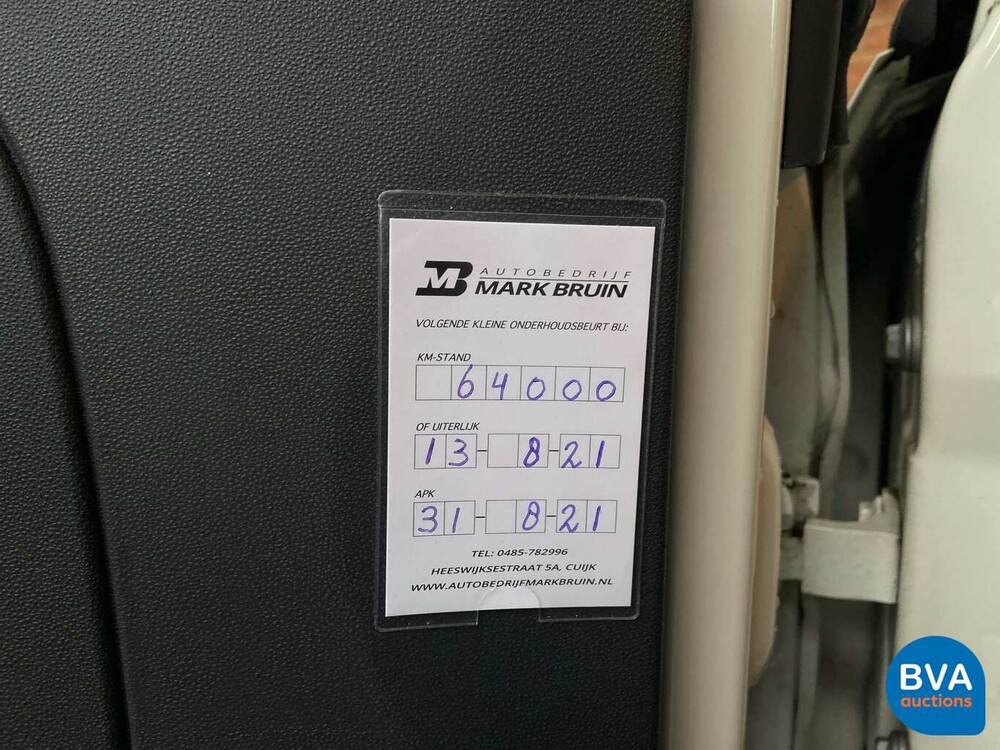 MB AUTOBEDRIJF
MARK BRUIN
VOLGENDE KLEINE ONDERHOUDSBEURT BIJ:
KM-STAND
64000
OF UITERLIJK
13- 8-21
APK
31- 8-21
TEL: 0485-782996
HEESWIJKSESTRAAT 5A, CUIJK
WWW.AUTOBEDRIJFMARKBRUIN.NL
BVA
auctions